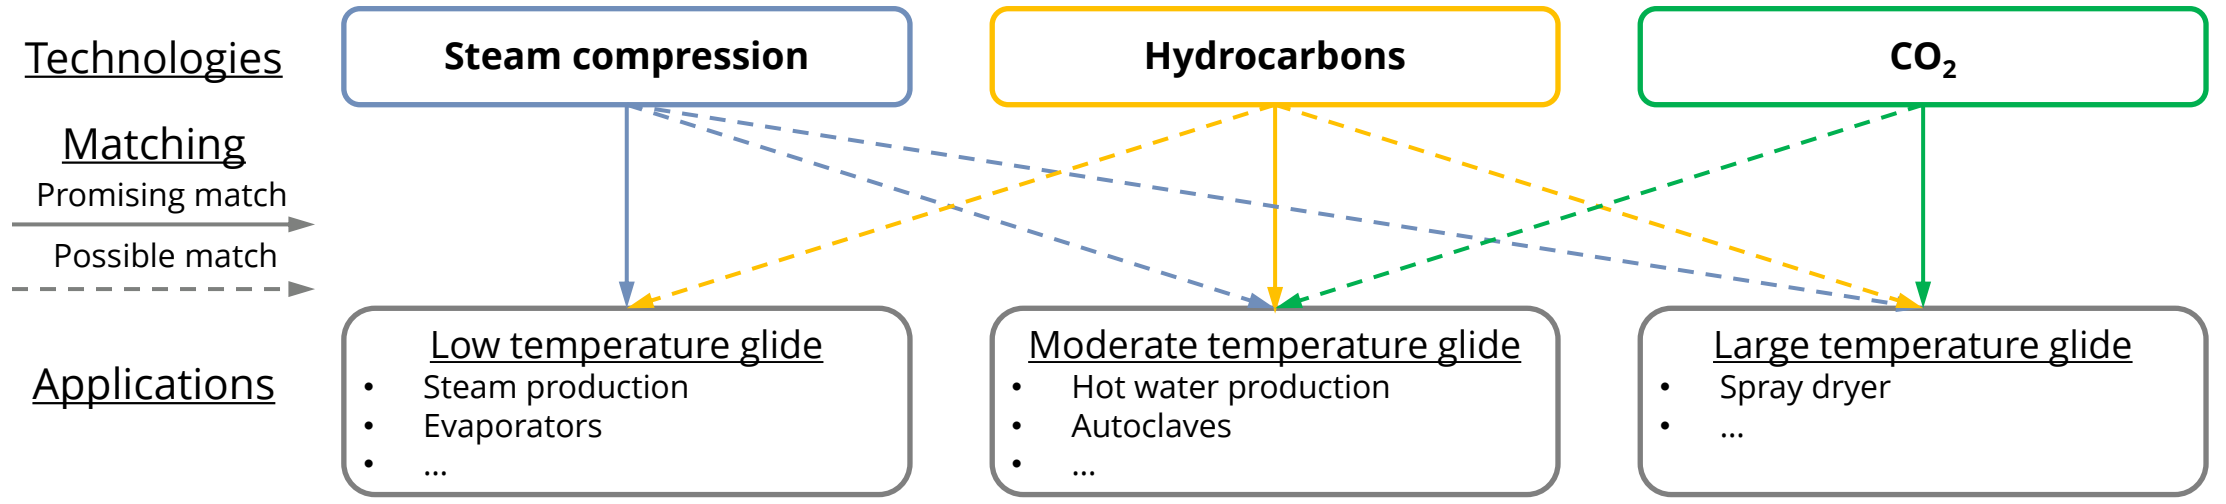 Technologies
Steam compression
Hydrocarbons
CO₂
Matching
Promising match
Possible match
Applications
Low temperature glide
• Steam production
• Evaporators
• ...
Moderate temperature glide
• Hot water production
• Autoclaves
• ...
Large temperature glide
• Spray dryer
• ...